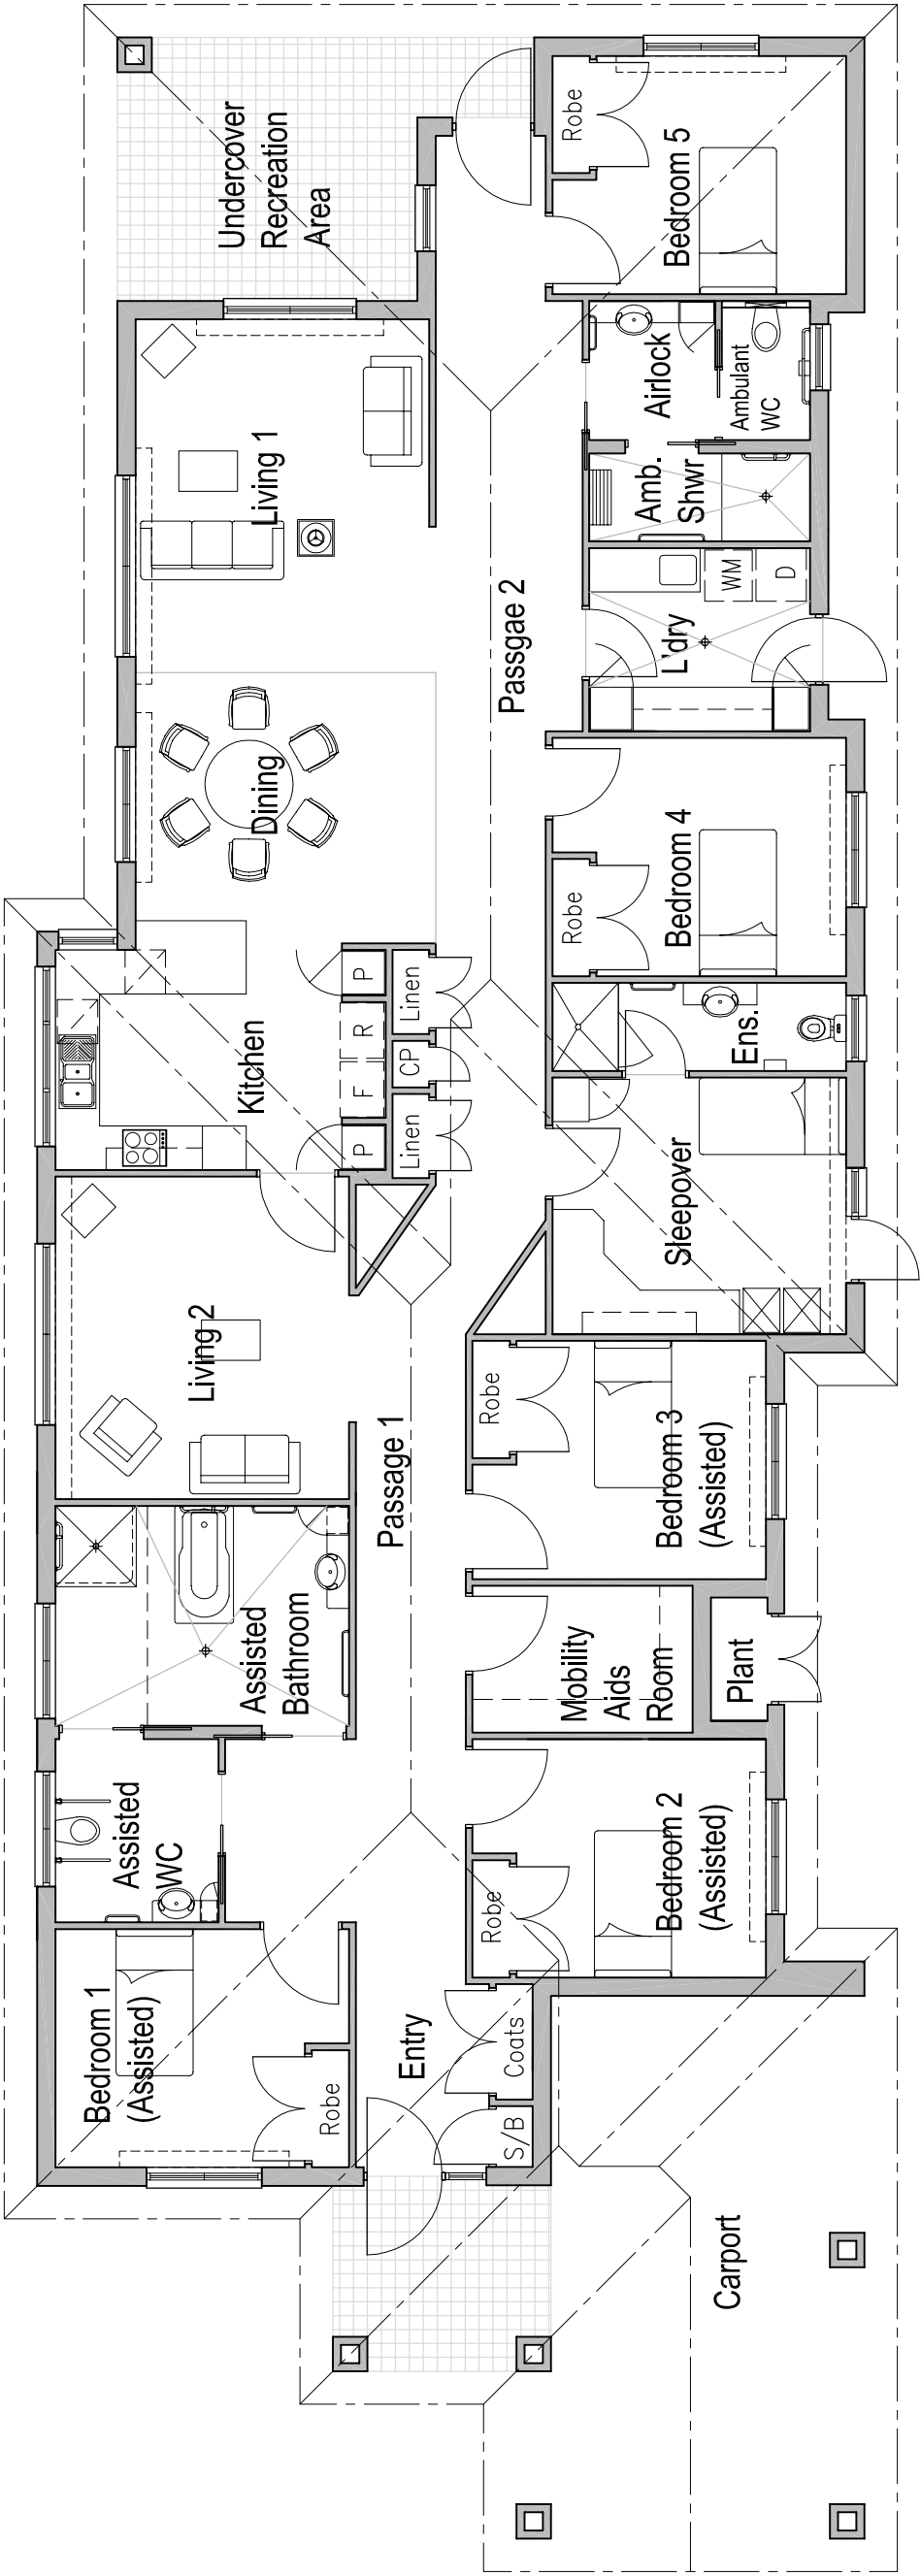 Undercover
Recreation
Area
Robe
Bedroom 5
Living 1
Airlock
Ambulant
WC
Amb.
Shwr
Passgae 2
WM
D
L'dry
Dining
Robe
Bedroom 4
Kitchen
P
R
F
P
Linen
CP
Linen
Ens.
Sleepover
Living 2
Passage 1
Robe
Bedroom 3
(Assisted)
Assisted
Bathroom
Mobility
Aids
Room
Plant
Assisted
WC
Robe
Bedroom 2
(Assisted)
Bedroom 1
(Assisted)
Robe
Entry
Coats
S/B
Carport